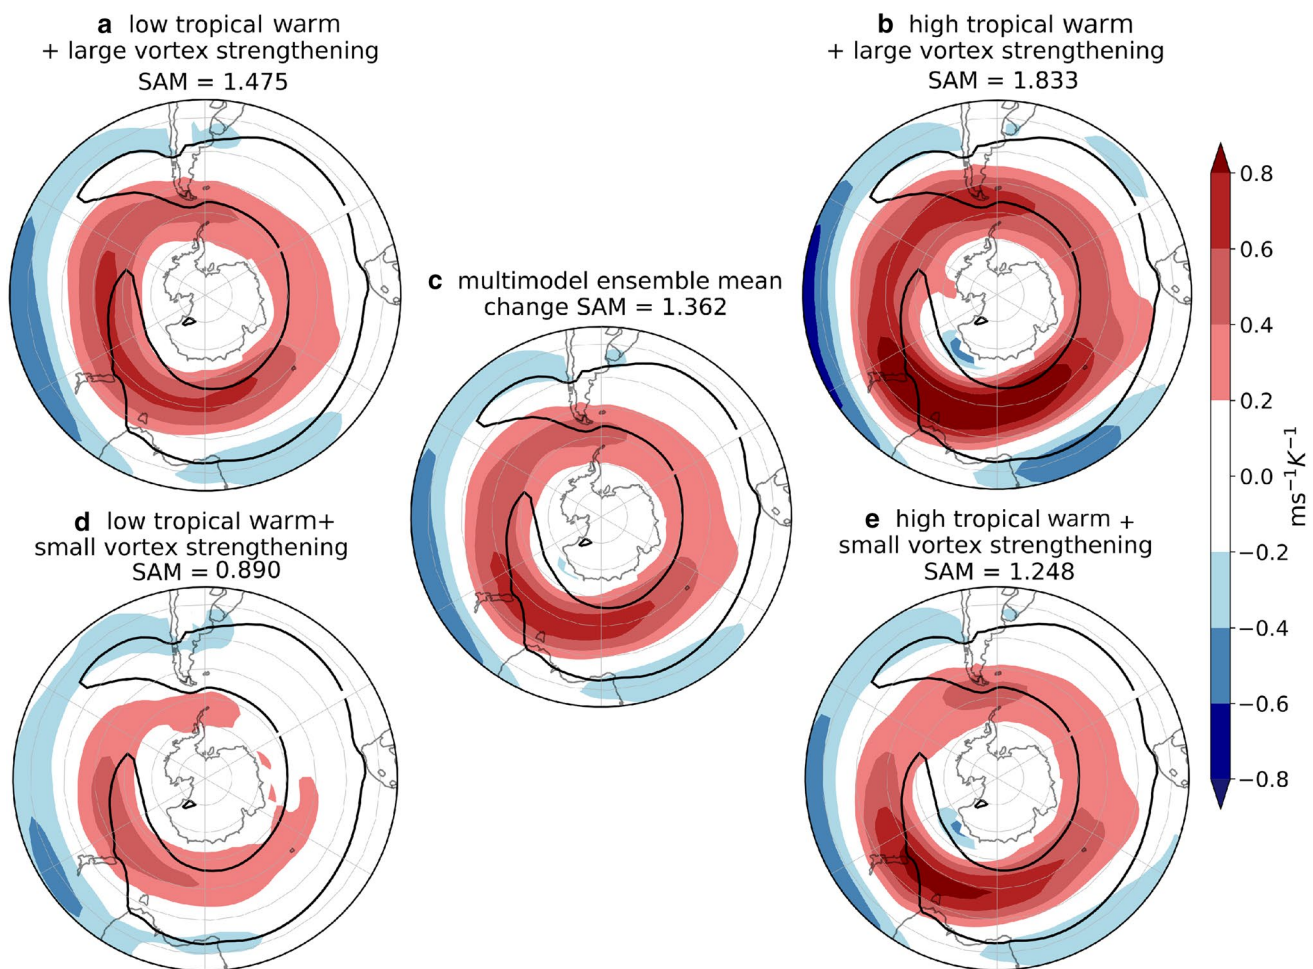 a low tropical warm
+ large vortex strengthening
SAM = 1.475
b high tropical warm
+ large vortex strengthening
SAM = 1.833
c multimodel ensemble mean
change SAM = 1.362
d low tropical warm+
small vortex strengthening
SAM = 0.890
e high tropical warm +
small vortex strengthening
SAM = 1.248
0.8
0.6
0.4
0.2
0.0
−0.2
−0.4
−0.6
−0.8
ms⁻¹K⁻¹